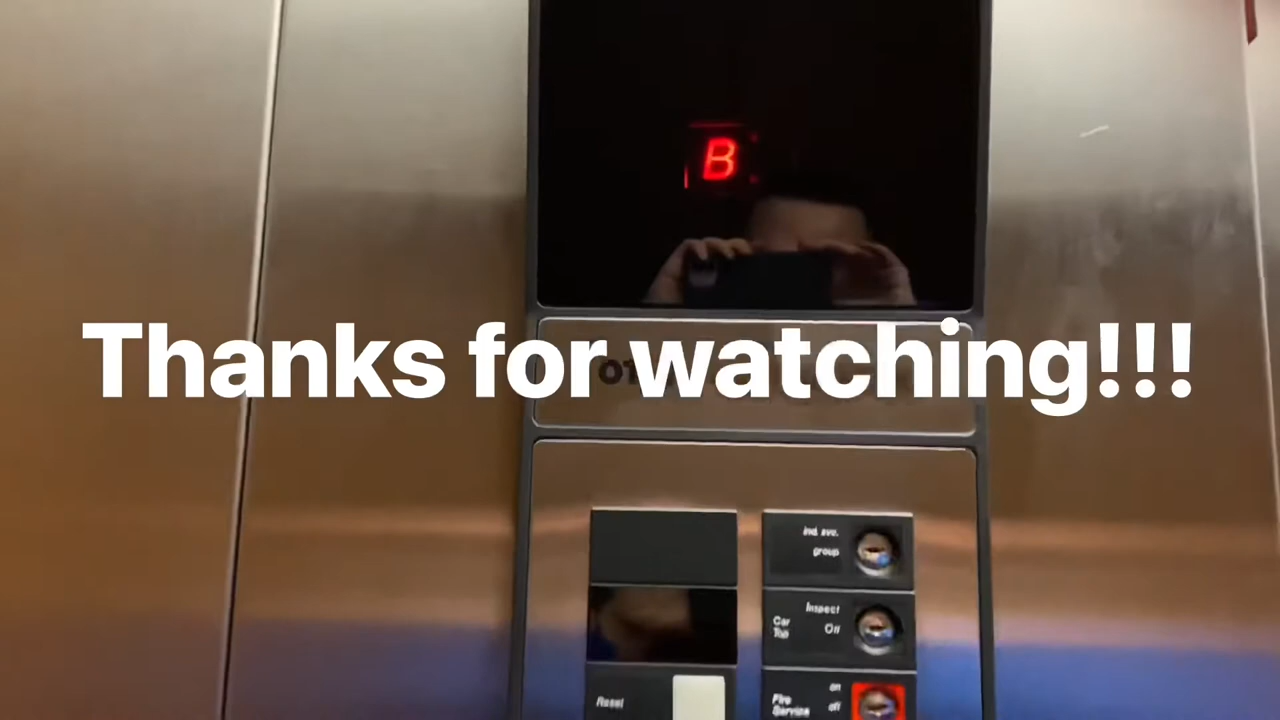 B
Thanks for watching!!!
ind. svc.
group
Inspect
Car Off
Top
on
Fire off
Service
Reset